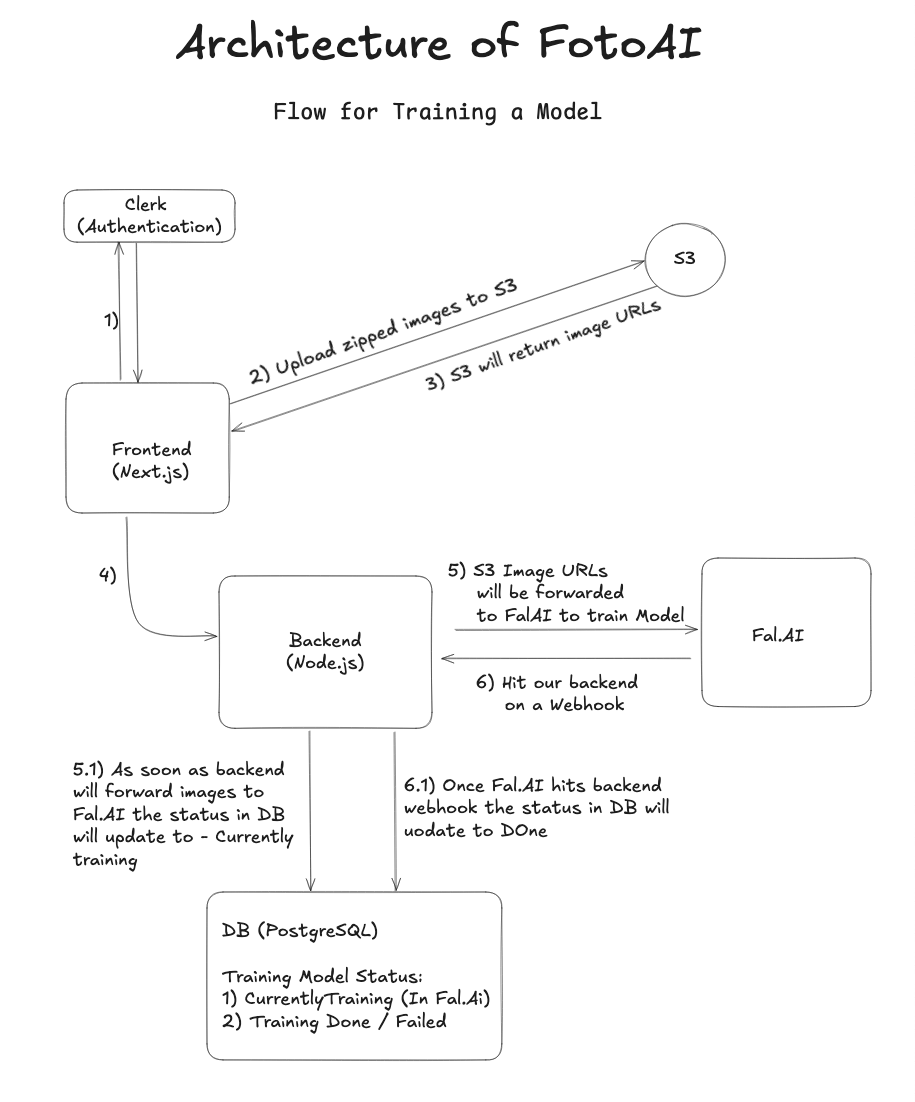 Architecture of FotoAI
Flow for Training a Model
Clerk
(Authentication)
S3
1)
2) Upload zipped images to S3
3) S3 will return image URLs
Frontend
(Next.js)
4)
5) S3 Image URLs
will be forwarded
to FalAI to train Model
Fal.AI
Backend
(Node.js)
6) Hit our backend
on a Webhook
5.1) As soon as backend
will forward images to
Fal.AI the status in DB
will update to - Currently
training
6.1) Once Fal.AI hits backend
webhook the status in DB will
uodate to DOne
DB (PostgreSQL)
Training Model Status:
1) CurrentlyTraining (In Fal.Ai)
2) Training Done / Failed